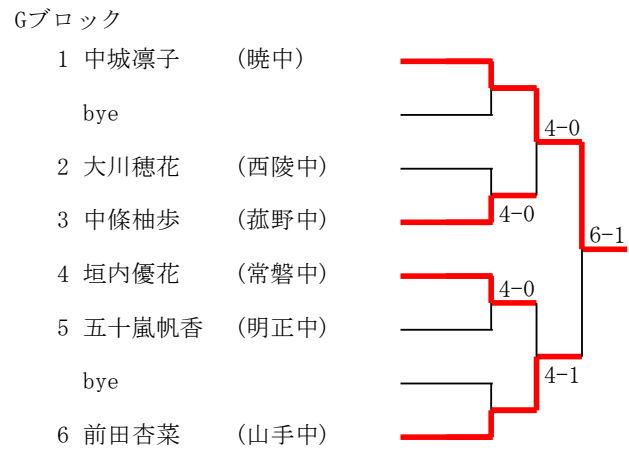 Gブロック
1 中城凛子 (暁中)
bye
4-0
2 大川穂花 (西陵中)
3 中條柚歩 (菰野中) 4-0
6-1
4 垣内優花 (常磐中) 4-0
5 五十嵐帆香 (明正中)
bye 4-1
6 前田杏菜 (山手中)